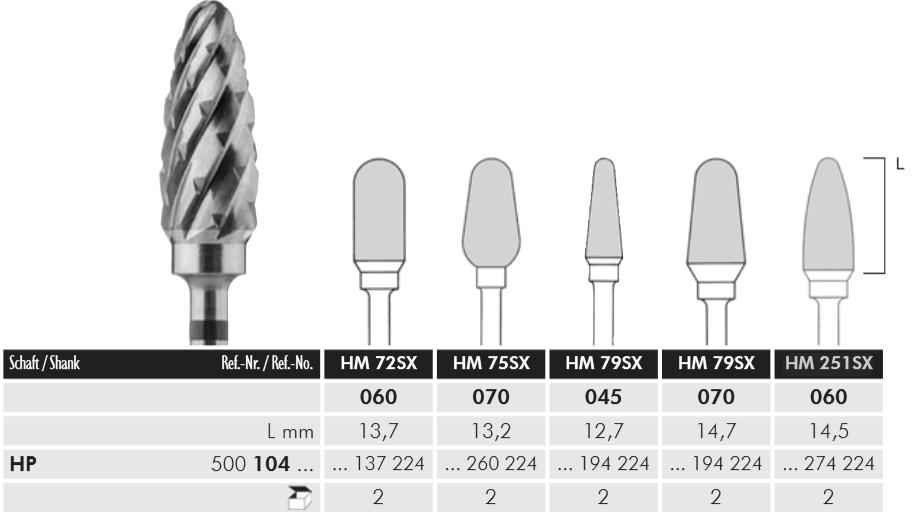 L
Schaft / Shank Ref.-Nr. / Ref.-No. HM 72SX HM 75SX HM 79SX HM 79SX HM 251SX
060 070 045 070 060
L mm 13,7 13,2 12,7 14,7 14,5
HP 500 104 ... ... 137 224 ... 260 224 ... 194 224 ... 194 224 ... 274 224
2 2 2 2 2